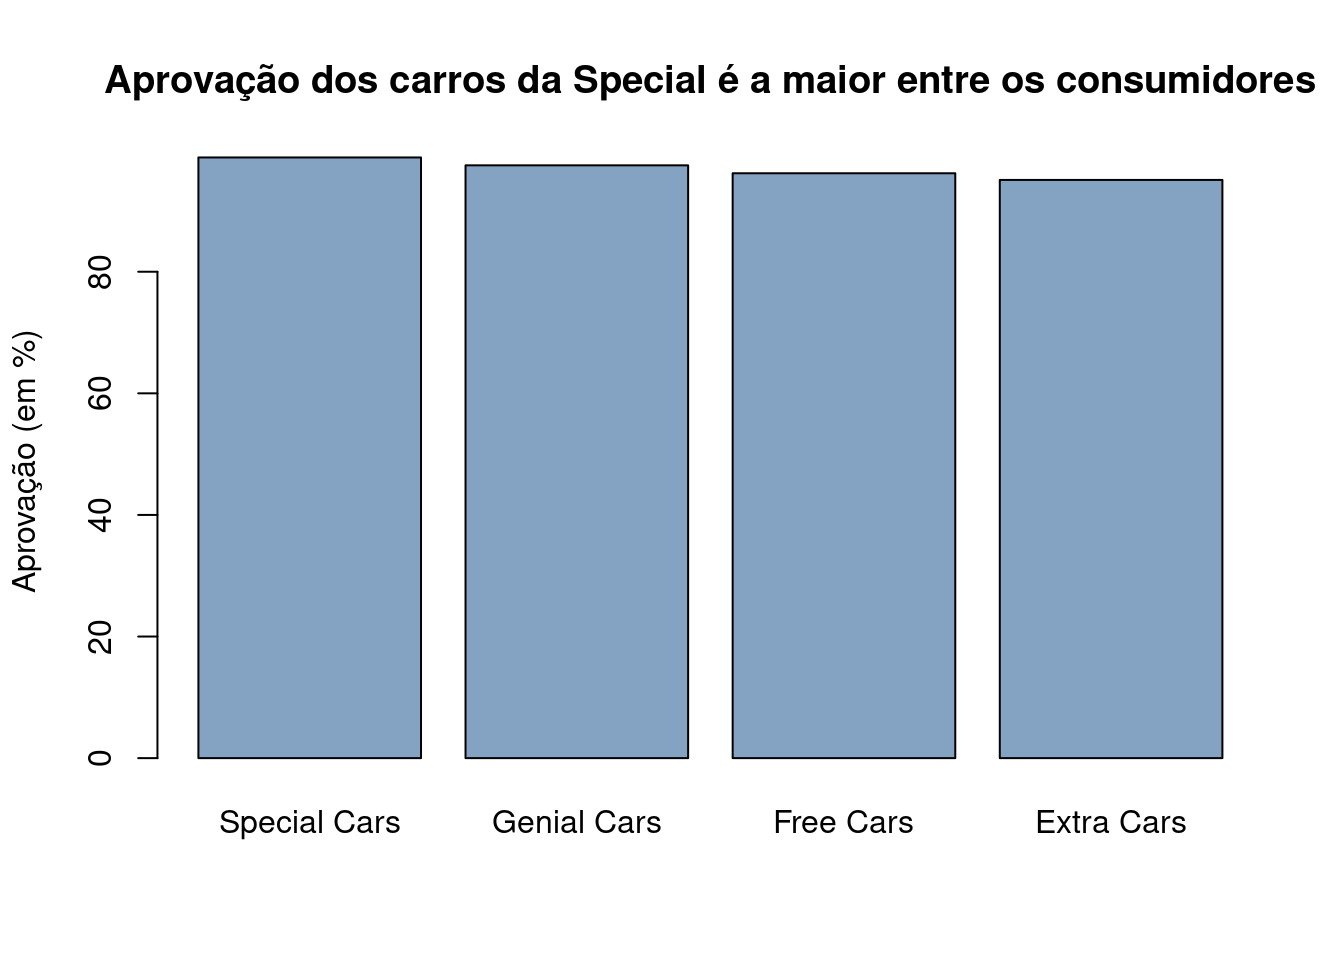 Aprovação dos carros da Special é a maior entre os consumidores
Aprovação (em %)
80
60
40
20
0
Special Cars
Genial Cars
Free Cars
Extra Cars